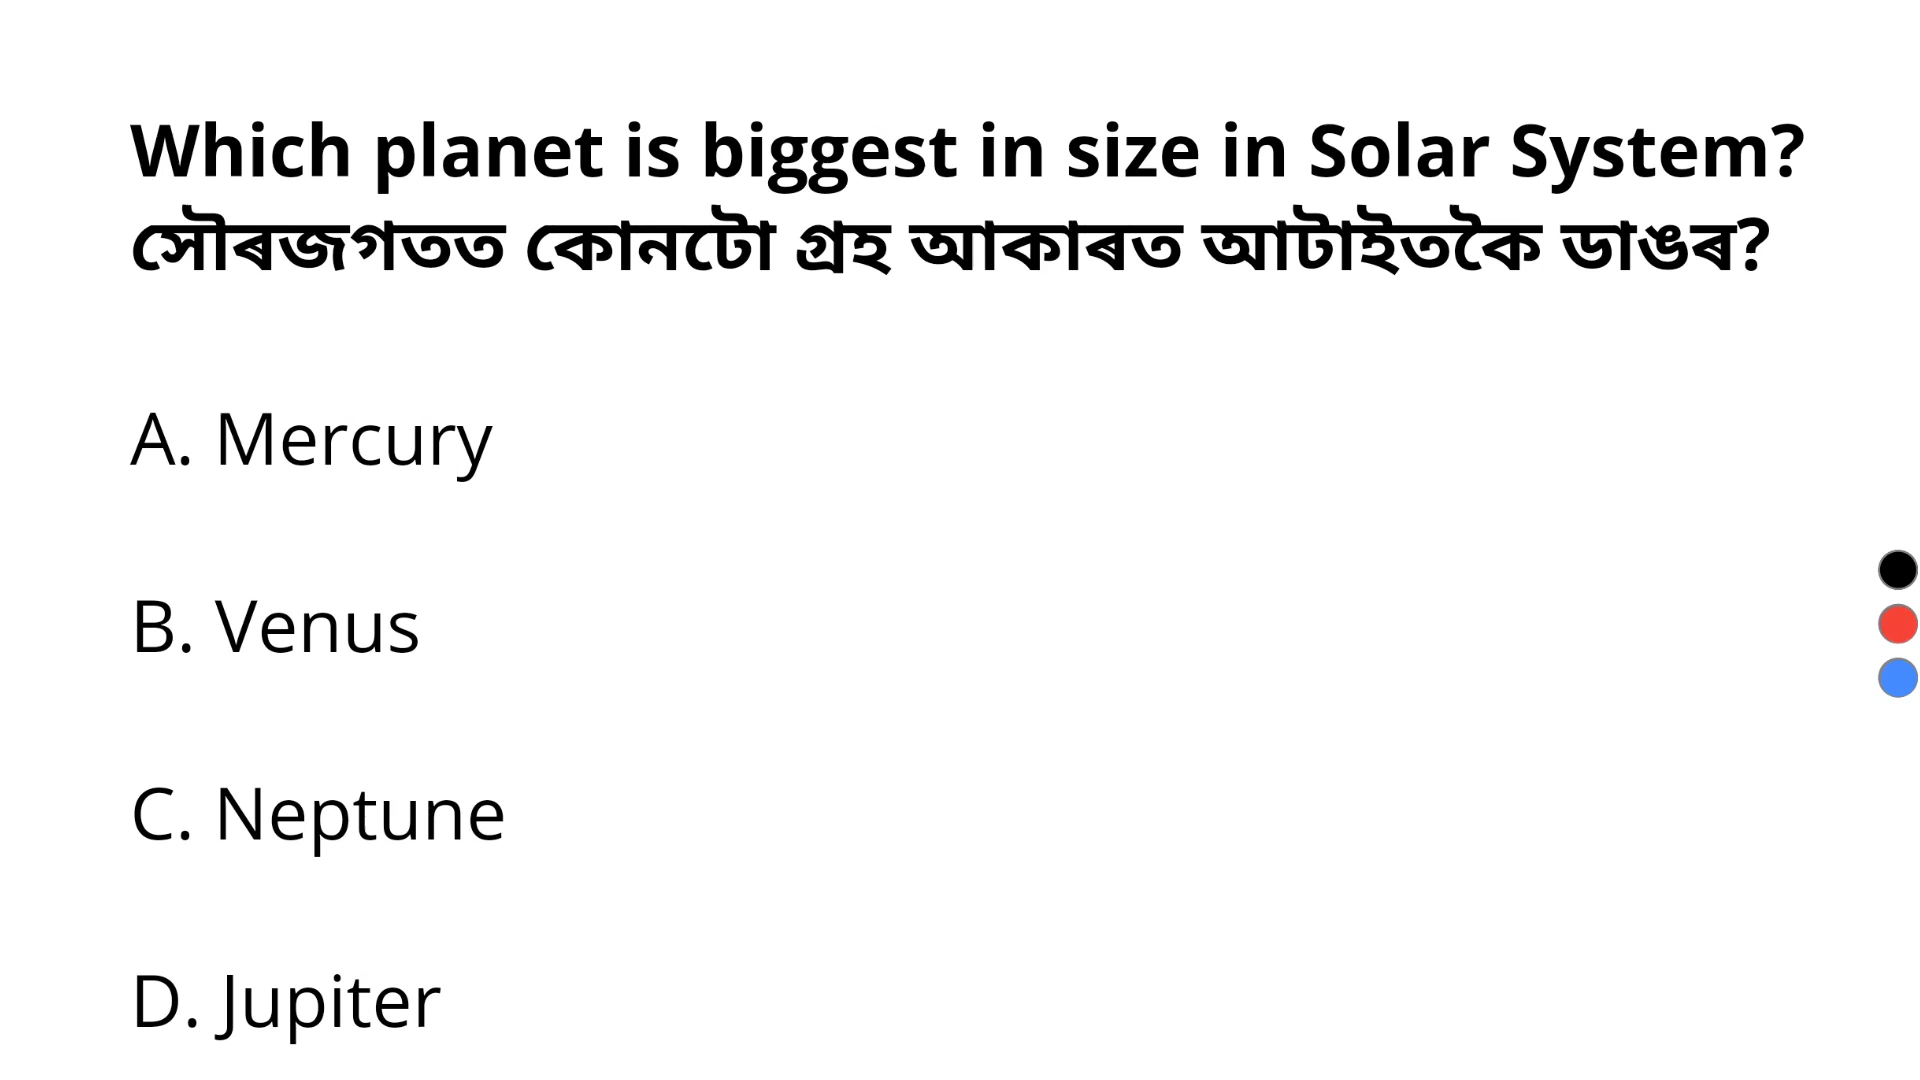 Which planet is biggest in size in Solar System?
সৌৰজগতত কোনটো গ্ৰহ আকাৰত আটাইতকৈ ডাঙৰ?
A. Mercury
B. Venus
C. Neptune
D. Jupiter